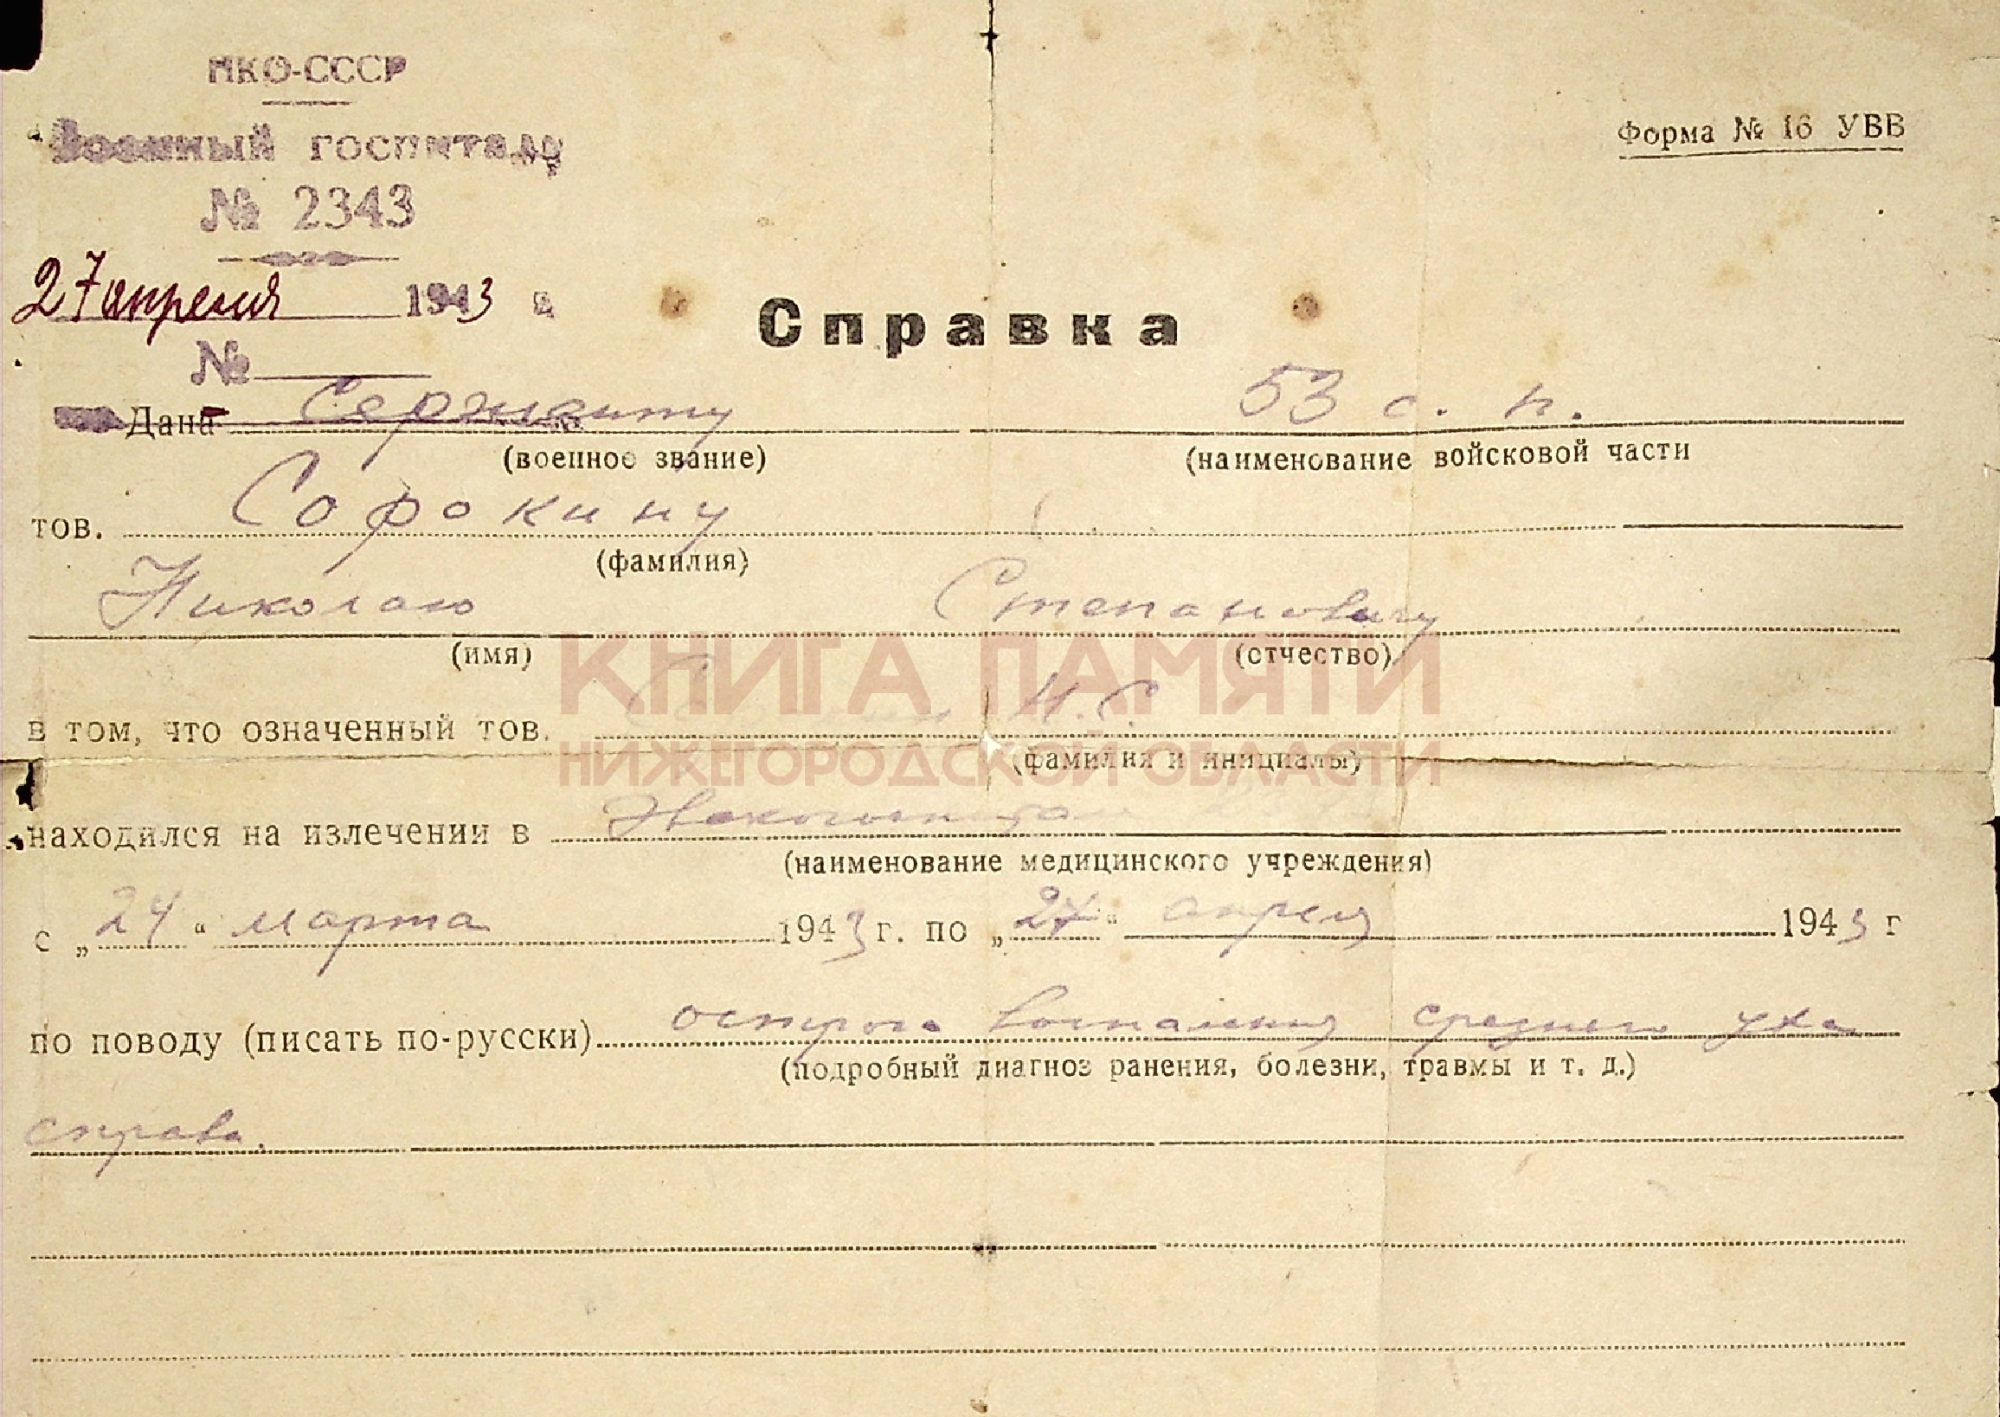 НКО-СССР
Военный госпиталь
№ 2343
Форма № 16 УВВ
27 апреля 1943 г.
Справка
№
Дана Сержанту 53 с. п.
(военное звание) (наименование войсковой части
тов. Сорокину
(фамилия)
Николаю Степановичу
(имя) (отчество)
КНИГА ПАМЯТИ
в том, что означенный тов. Н. С.
НИЖЕГОРОДСКОЙ ОБЛАСТИ
(фамилия и инициалы)
находился на излечении в
(наименование медицинского учреждения)
с „24“ марта 1943 г. по „27“ апреля 1943 г
по поводу (писать по-русски) острого воспаления среднего уха
(подробный диагноз ранения, болезни, травмы и т. д.)
справа.